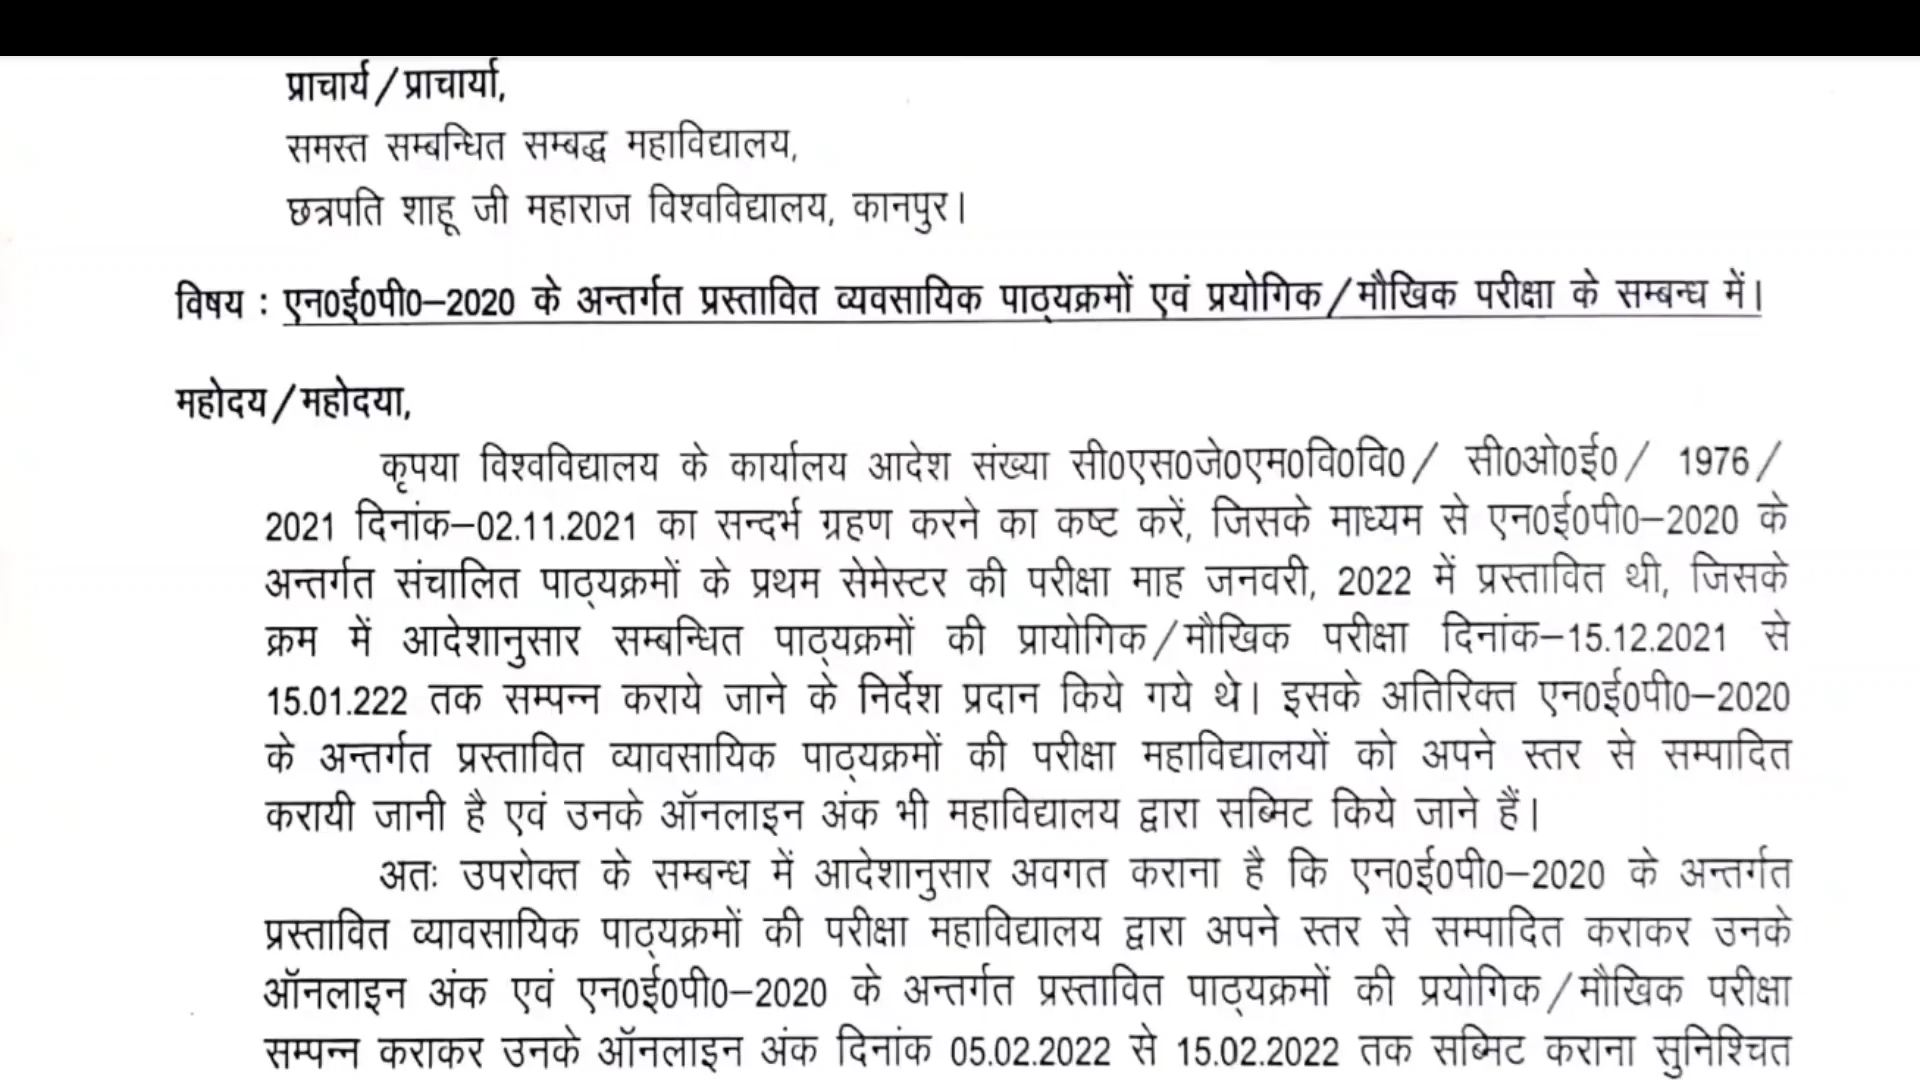 प्राचार्य/प्राचार्या,
समस्त सम्बन्धित सम्बद्ध महाविद्यालय,
छत्रपति शाहू जी महाराज विश्वविद्यालय, कानपुर।
विषय : एन0ई0पी0–2020 के अन्तर्गत प्रस्तावित व्यवसायिक पाठ्यक्रमों एवं प्रयोगिक/मौखिक परीक्षा के सम्बन्ध में।
महोदय/महोदया,
कृपया विश्वविद्यालय के कार्यालय आदेश संख्या सी0एस0जे0एम0वि0वि0/ सी0ओ0ई0/ 1976/
2021 दिनांक–02.11.2021 का सन्दर्भ ग्रहण करने का कष्ट करें, जिसके माध्यम से एन0ई0पी0–2020 के
अन्तर्गत संचालित पाठ्यक्रमों के प्रथम सेमेस्टर की परीक्षा माह जनवरी, 2022 में प्रस्तावित थी, जिसके
क्रम में आदेशानुसार सम्बन्धित पाठ्यक्रमों की प्रायोगिक/मौखिक परीक्षा दिनांक–15.12.2021 से
15.01.222 तक सम्पन्न कराये जाने के निर्देश प्रदान किये गये थे। इसके अतिरिक्त एन0ई0पी0–2020
के अन्तर्गत प्रस्तावित व्यावसायिक पाठ्यक्रमों की परीक्षा महाविद्यालयों को अपने स्तर से सम्पादित
करायी जानी है एवं उनके ऑनलाइन अंक भी महाविद्यालय द्वारा सब्मिट किये जाने हैं।
अतः उपरोक्त के सम्बन्ध में आदेशानुसार अवगत कराना है कि एन0ई0पी0–2020 के अन्तर्गत
प्रस्तावित व्यावसायिक पाठ्यक्रमों की परीक्षा महाविद्यालय द्वारा अपने स्तर से सम्पादित कराकर उनके
ऑनलाइन अंक एवं एन0ई0पी0–2020 के अन्तर्गत प्रस्तावित पाठ्यक्रमों की प्रयोगिक/मौखिक परीक्षा
सम्पन्न कराकर उनके ऑनलाइन अंक दिनांक 05.02.2022 से 15.02.2022 तक सब्मिट कराना सुनिश्चित